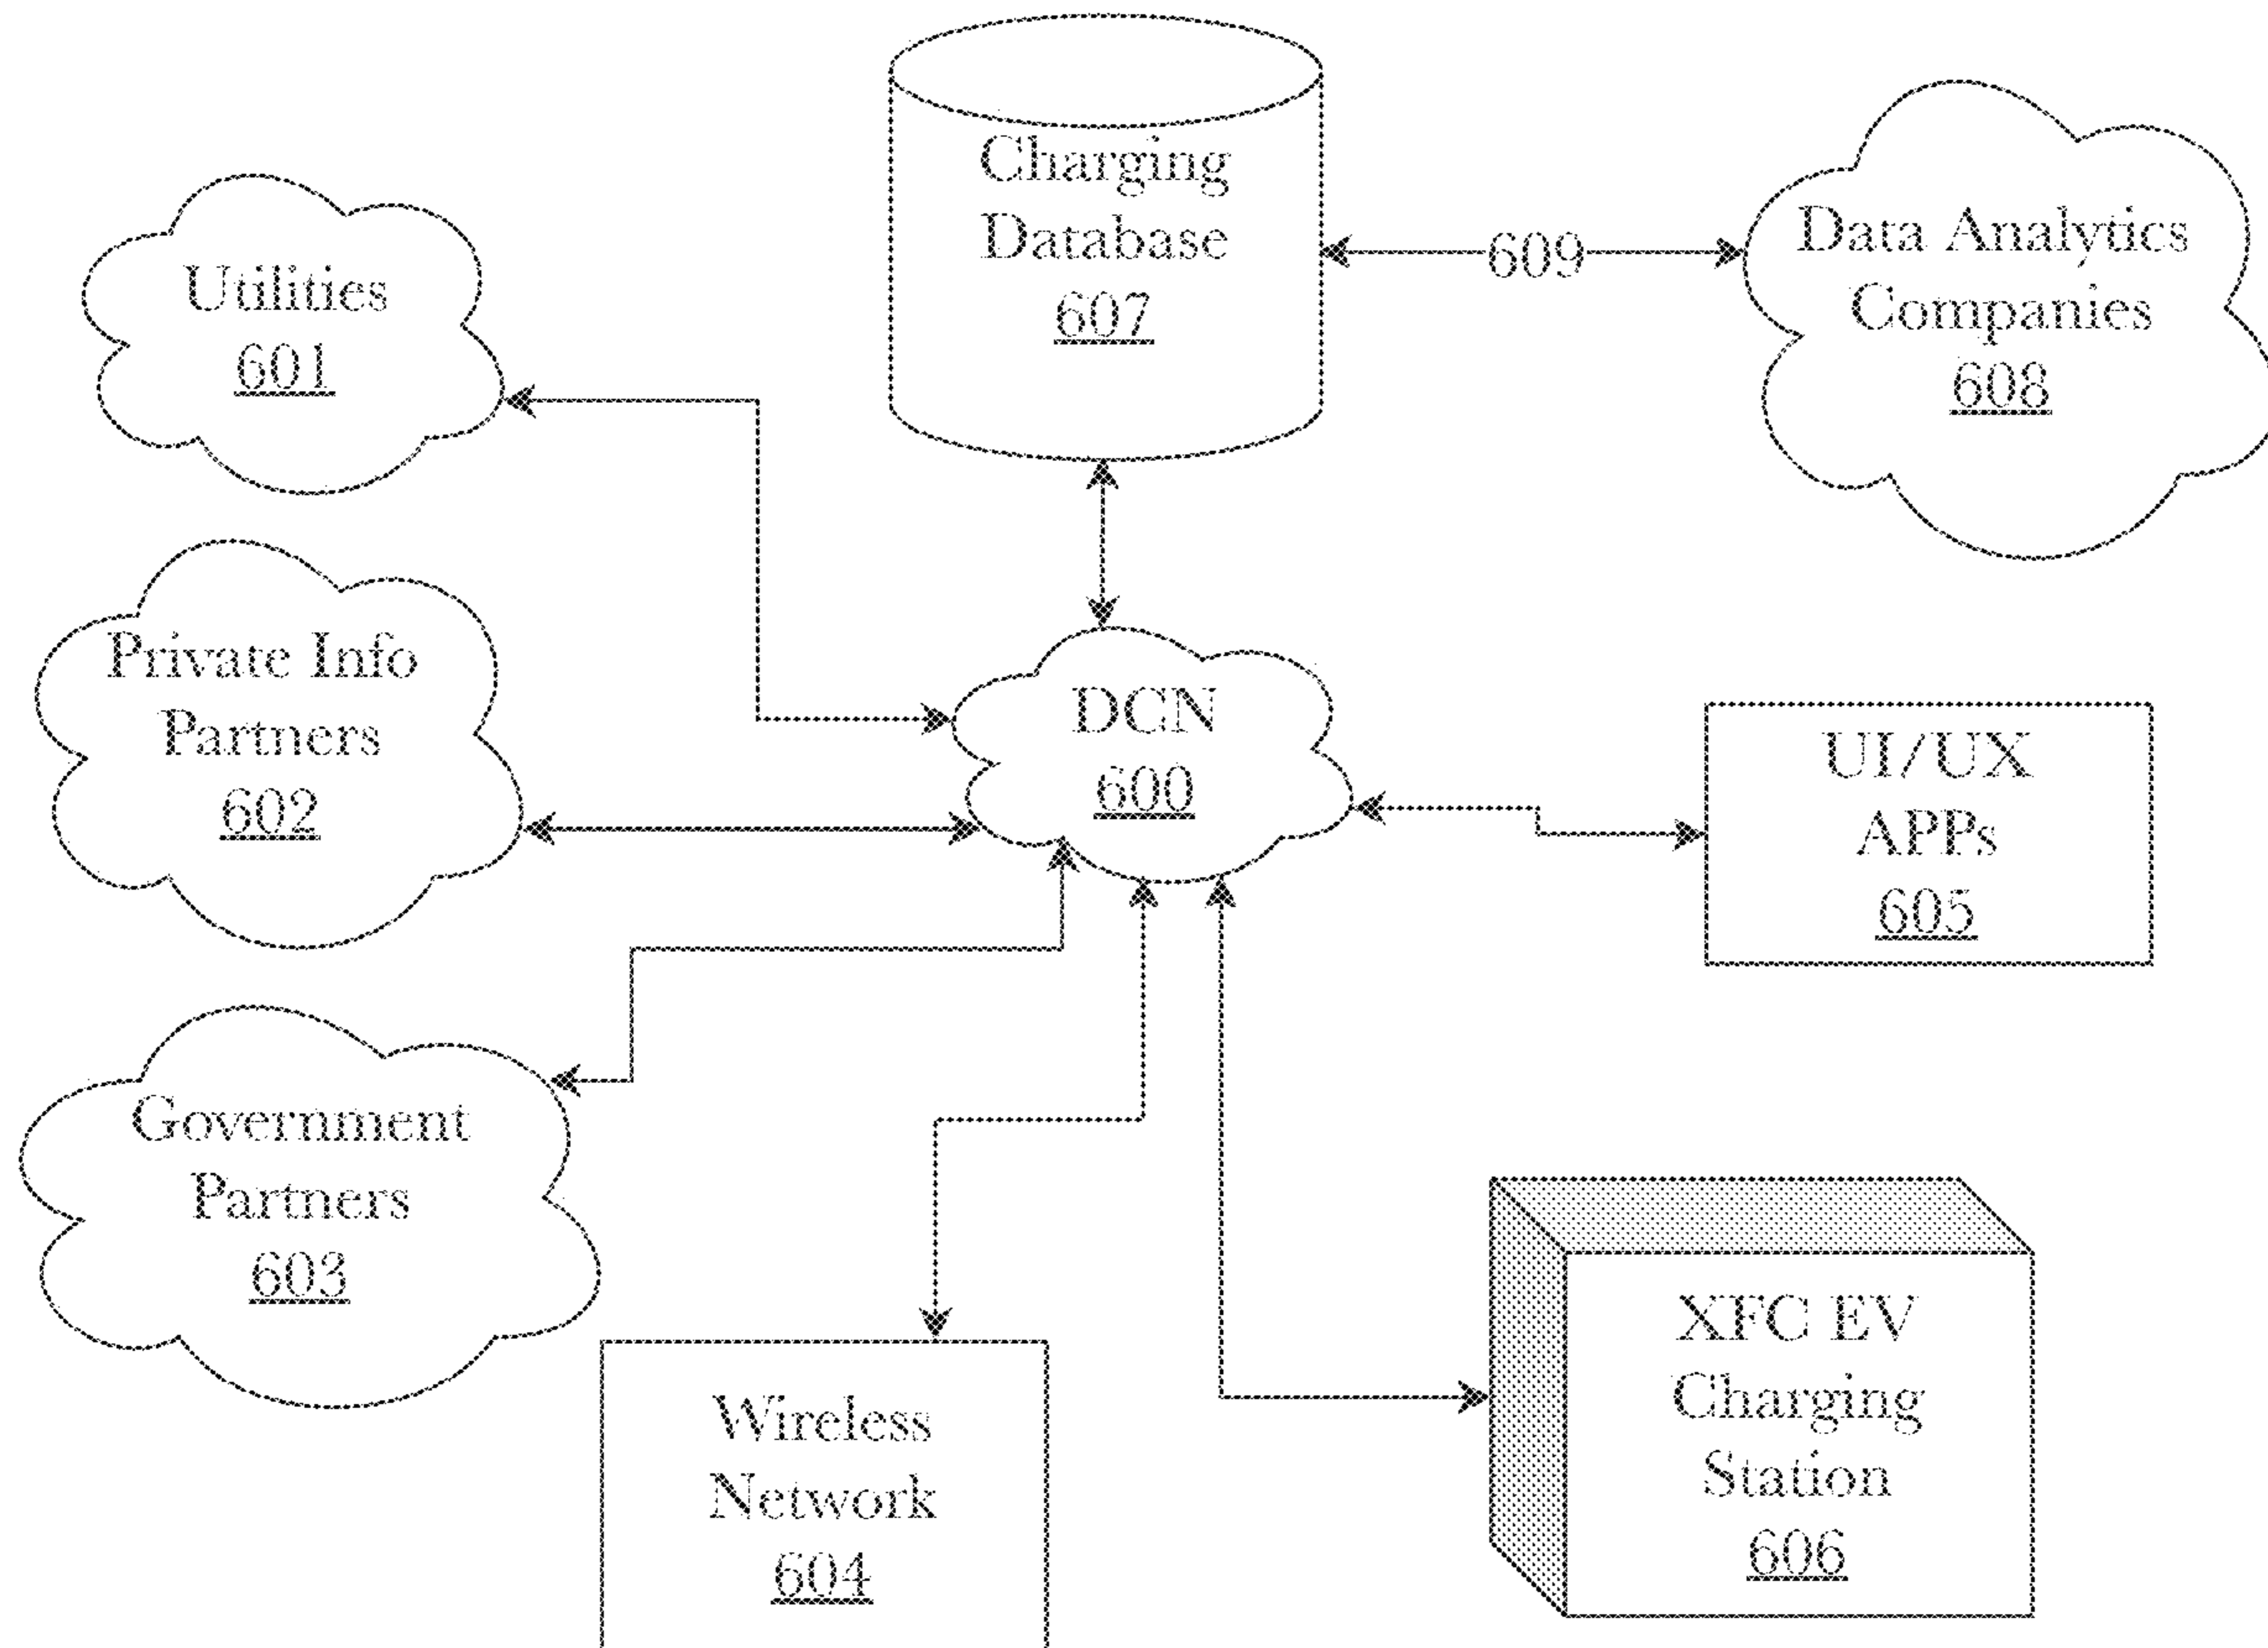 Charging
Database
607
609
Data Analytics
Companies
608
Utilities
601
Private Info
Partners
602
DCN
600
UI/UX
APPs
605
Government
Partners
603
Wireless
Network
604
XFC EV
Charging
Station
606